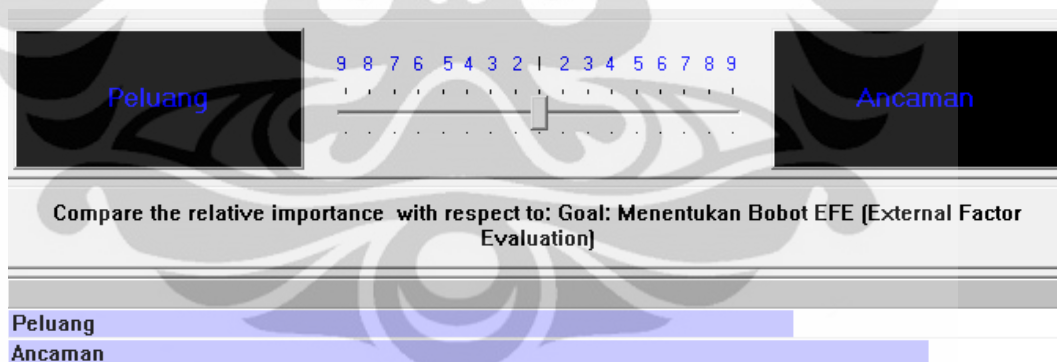 9 8 7 6 5 4 3 2 | 2 3 4 5 6 7 8 9
Peluang
Ancaman
Compare the relative importance with respect to: Goal: Menentukan Bobot EFE (External Factor
Evaluation)
Peluang
Ancaman